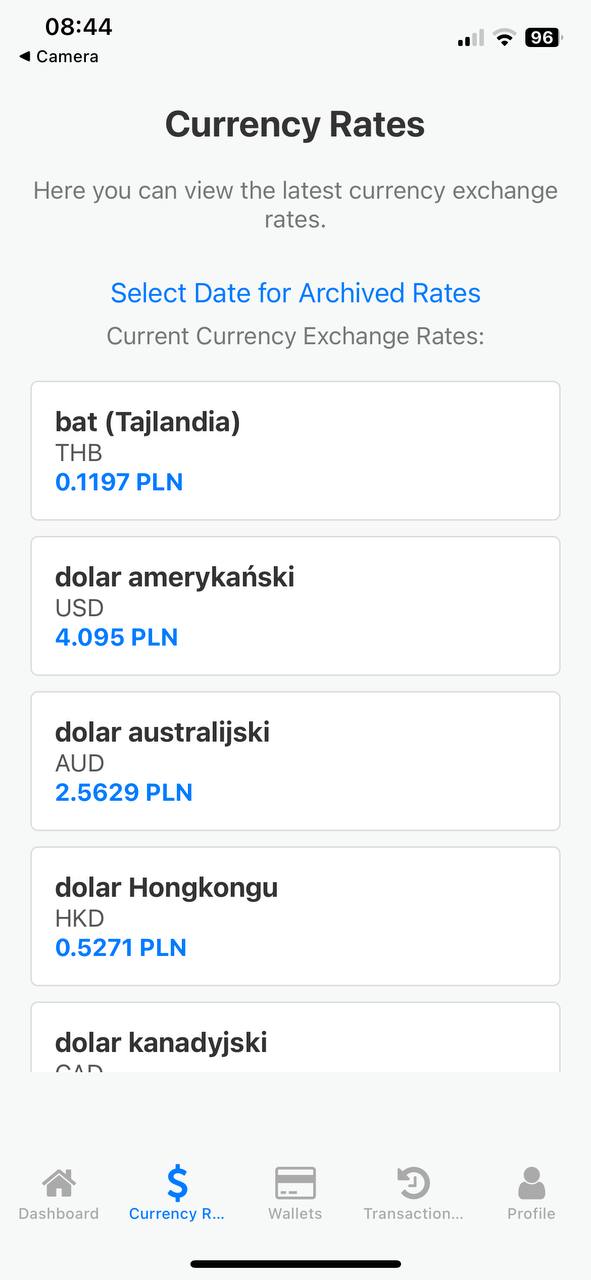 08:44
96
◀ Camera
Currency Rates
Here you can view the latest currency exchange
rates.
Select Date for Archived Rates
Current Currency Exchange Rates:
bat (Tajlandia)
THB
0.1197 PLN
dolar amerykański
USD
4.095 PLN
dolar australijski
AUD
2.5629 PLN
dolar Hongkongu
HKD
0.5271 PLN
dolar kanadyjski
CAD
Dashboard
Currency R...
Wallets
Transaction...
Profile